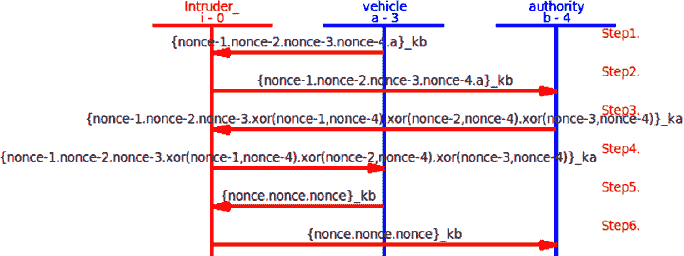 Intruder_
i - 0
vehicle
a - 3
authority
b - 4
Step1.
{nonce-1.nonce-2.nonce-3.nonce-4.a}_kb
Step2.
{nonce-1.nonce-2.nonce-3.nonce-4.a}_kb
Step3.
{nonce-1.nonce-2.nonce-3.xor(nonce-1,nonce-4).xor(nonce-2,nonce-4).xor(nonce-3,nonce-4)}_ka
Step4.
{nonce-1.nonce-2.nonce-3.xor(nonce-1,nonce-4).xor(nonce-2,nonce-4).xor(nonce-3,nonce-4)}_ka
Step5.
{nonce.nonce.nonce}_kb
Step6.
{nonce.nonce.nonce}_kb